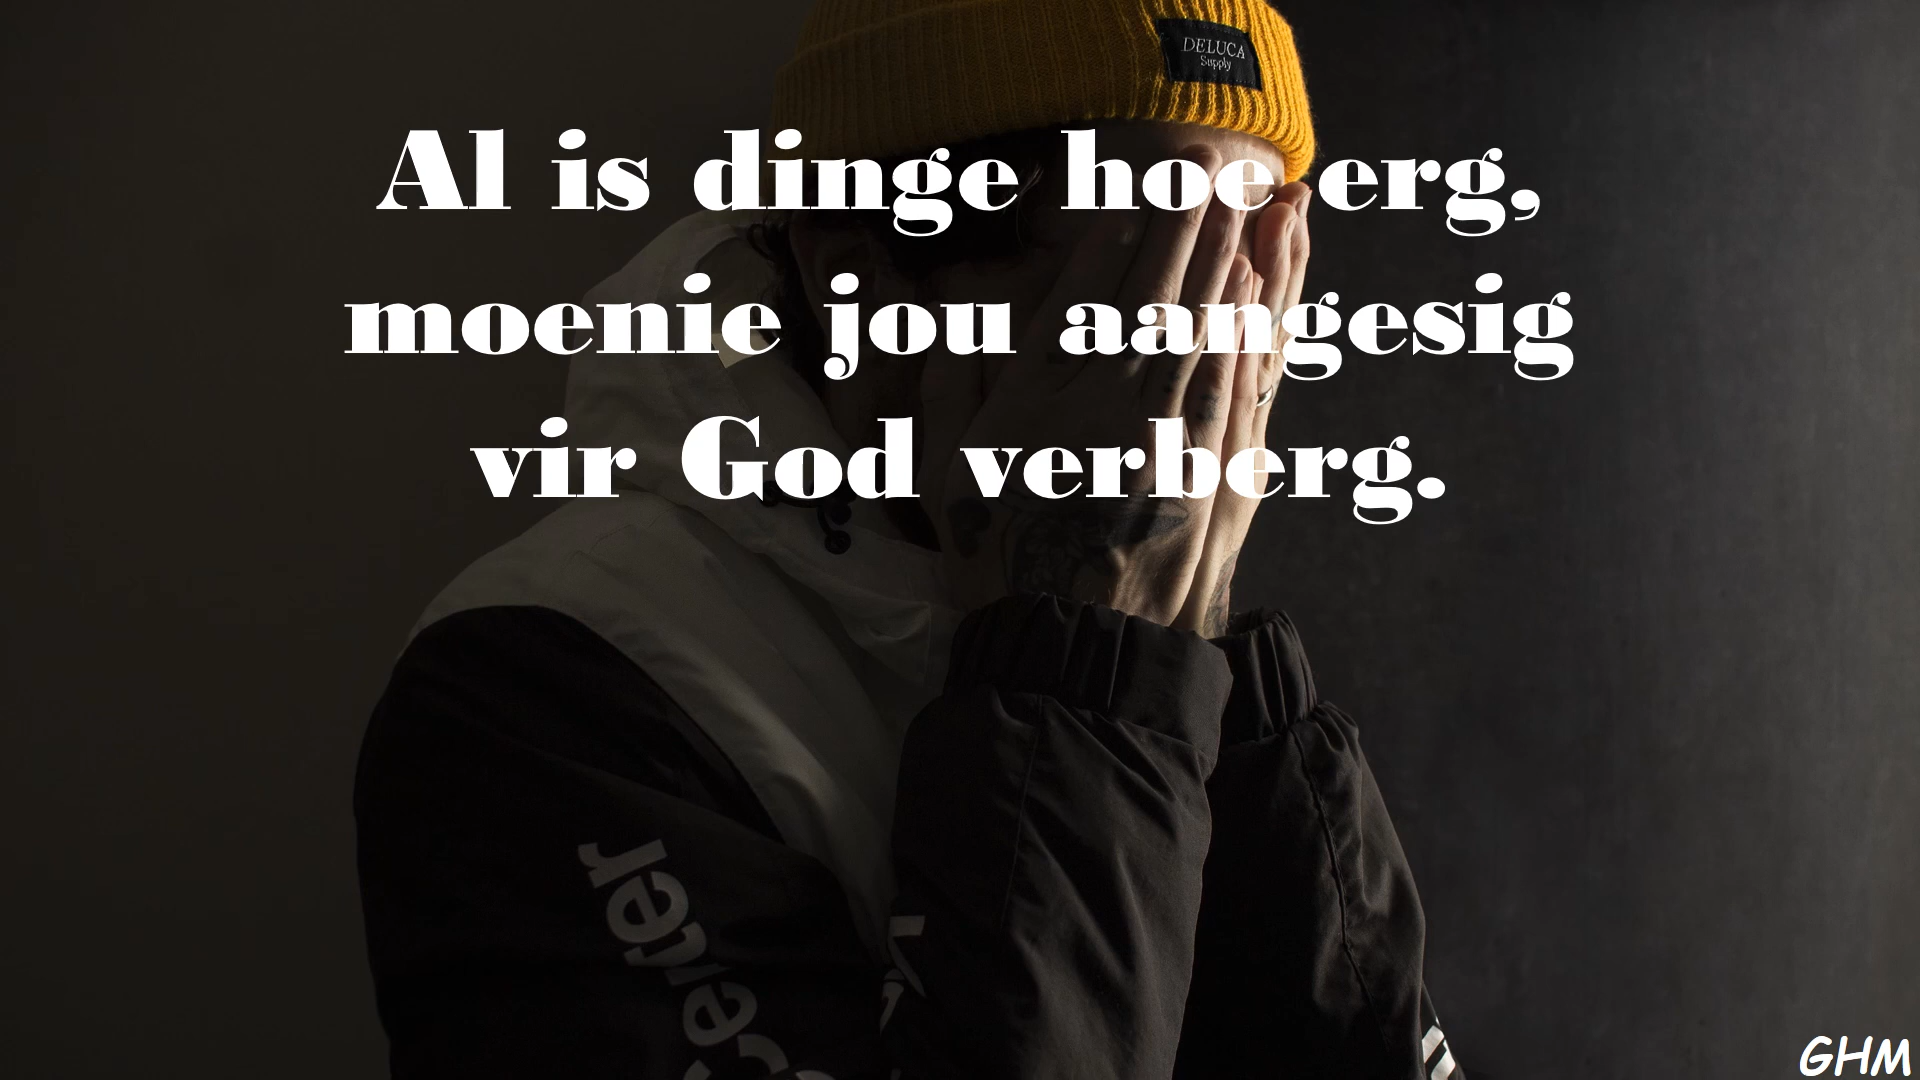 DELUCA
Supply
Al is dinge hoe erg,
moenie jou aangesig
vir God verberg.
GHM